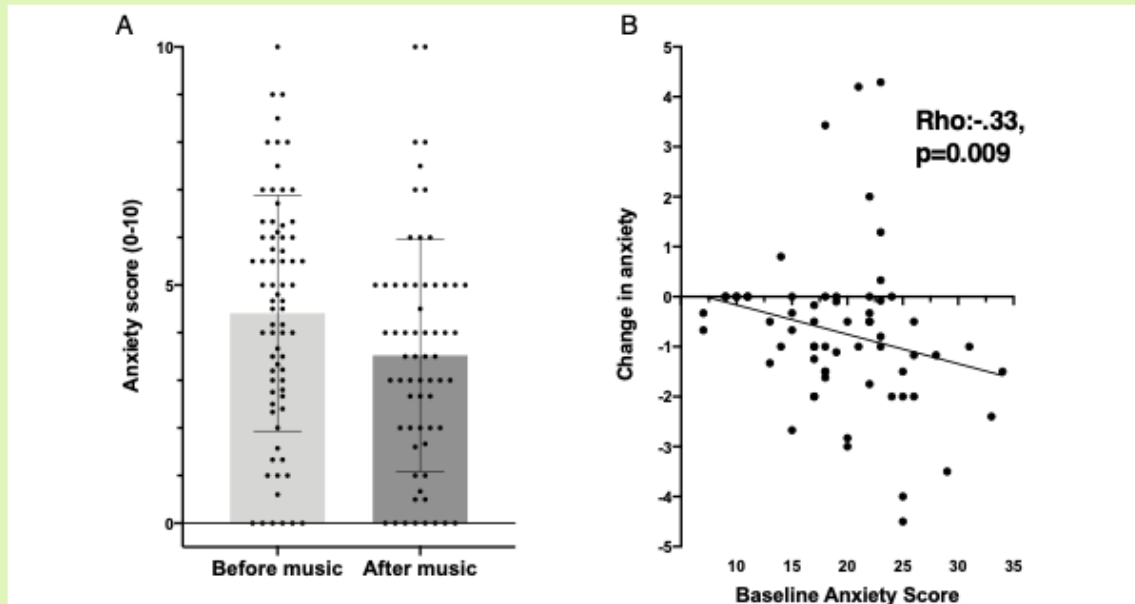 A
10
5
0
Anxiety score (0-10)
Before music
After music
B
5
4
3
2
1
0
-1
-2
-3
-4
-5
Change in anxiety
Rho:-.33,
p=0.009
10 15 20 25 30 35
Baseline Anxiety Score